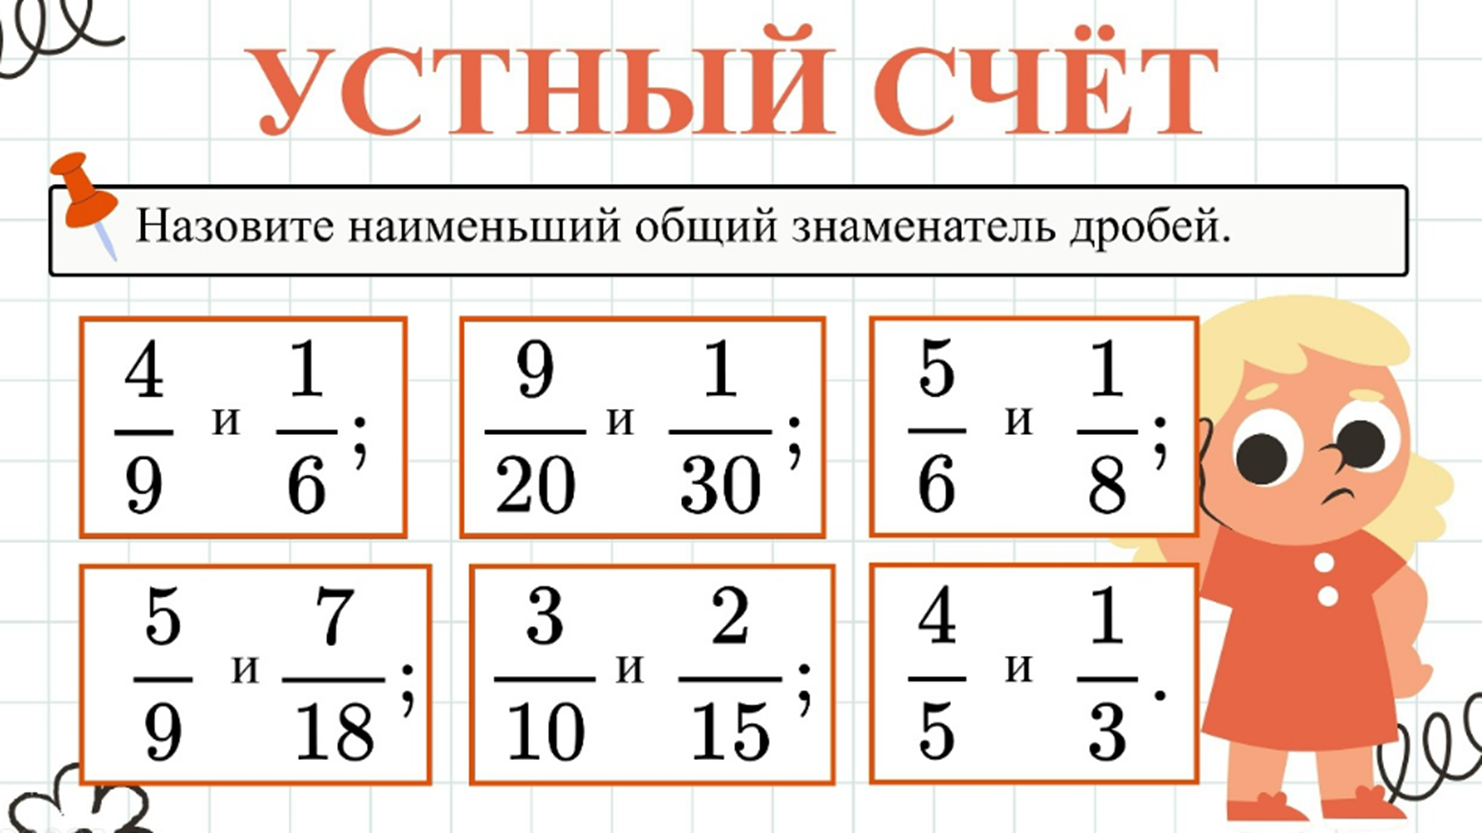 УСТНЫЙ СЧЁТ
Назовите наименьший общий знаменатель дробей.
4/9 и 1/6;
9/20 и 1/30;
5/6 и 1/8;
5/9 и 7/18;
3/10 и 2/15;
4/5 и 1/3.